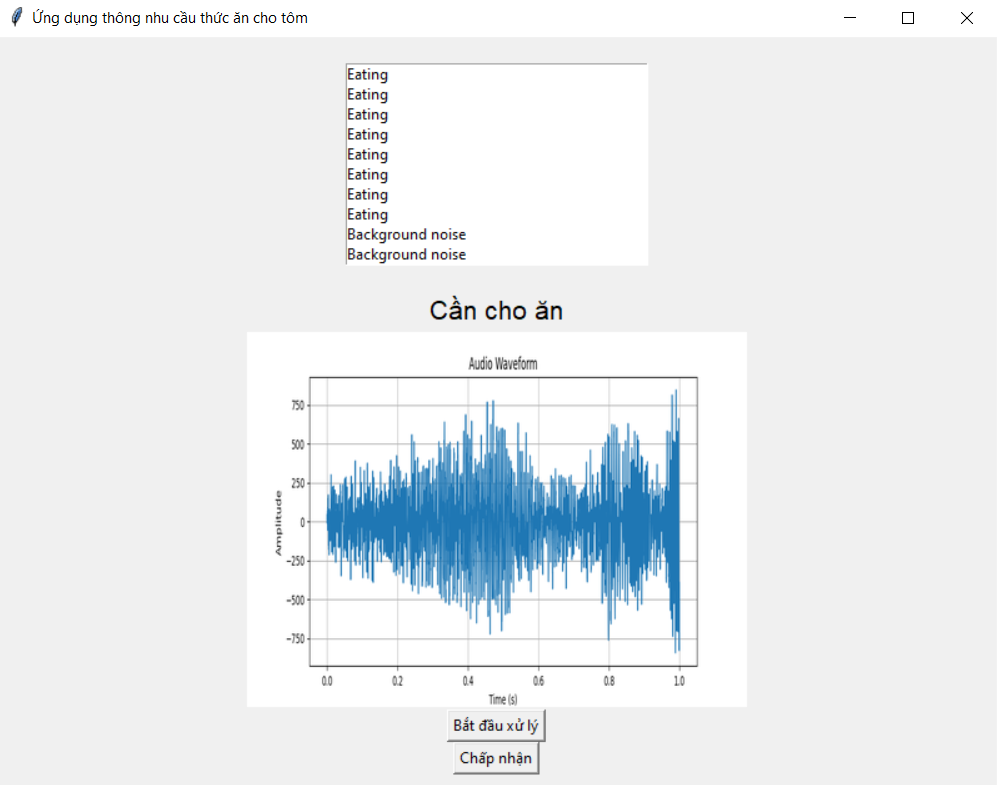 Ứng dụng thông nhu cầu thức ăn cho tôm
Eating
Eating
Eating
Eating
Eating
Eating
Eating
Eating
Background noise
Background noise
Cần cho ăn
Audio Waveform
750
500
250
0
−250
−500
−750
Amplitude
0.0 0.2 0.4 0.6 0.8 1.0
Time (s)
Bắt đầu xử lý
Chấp nhận